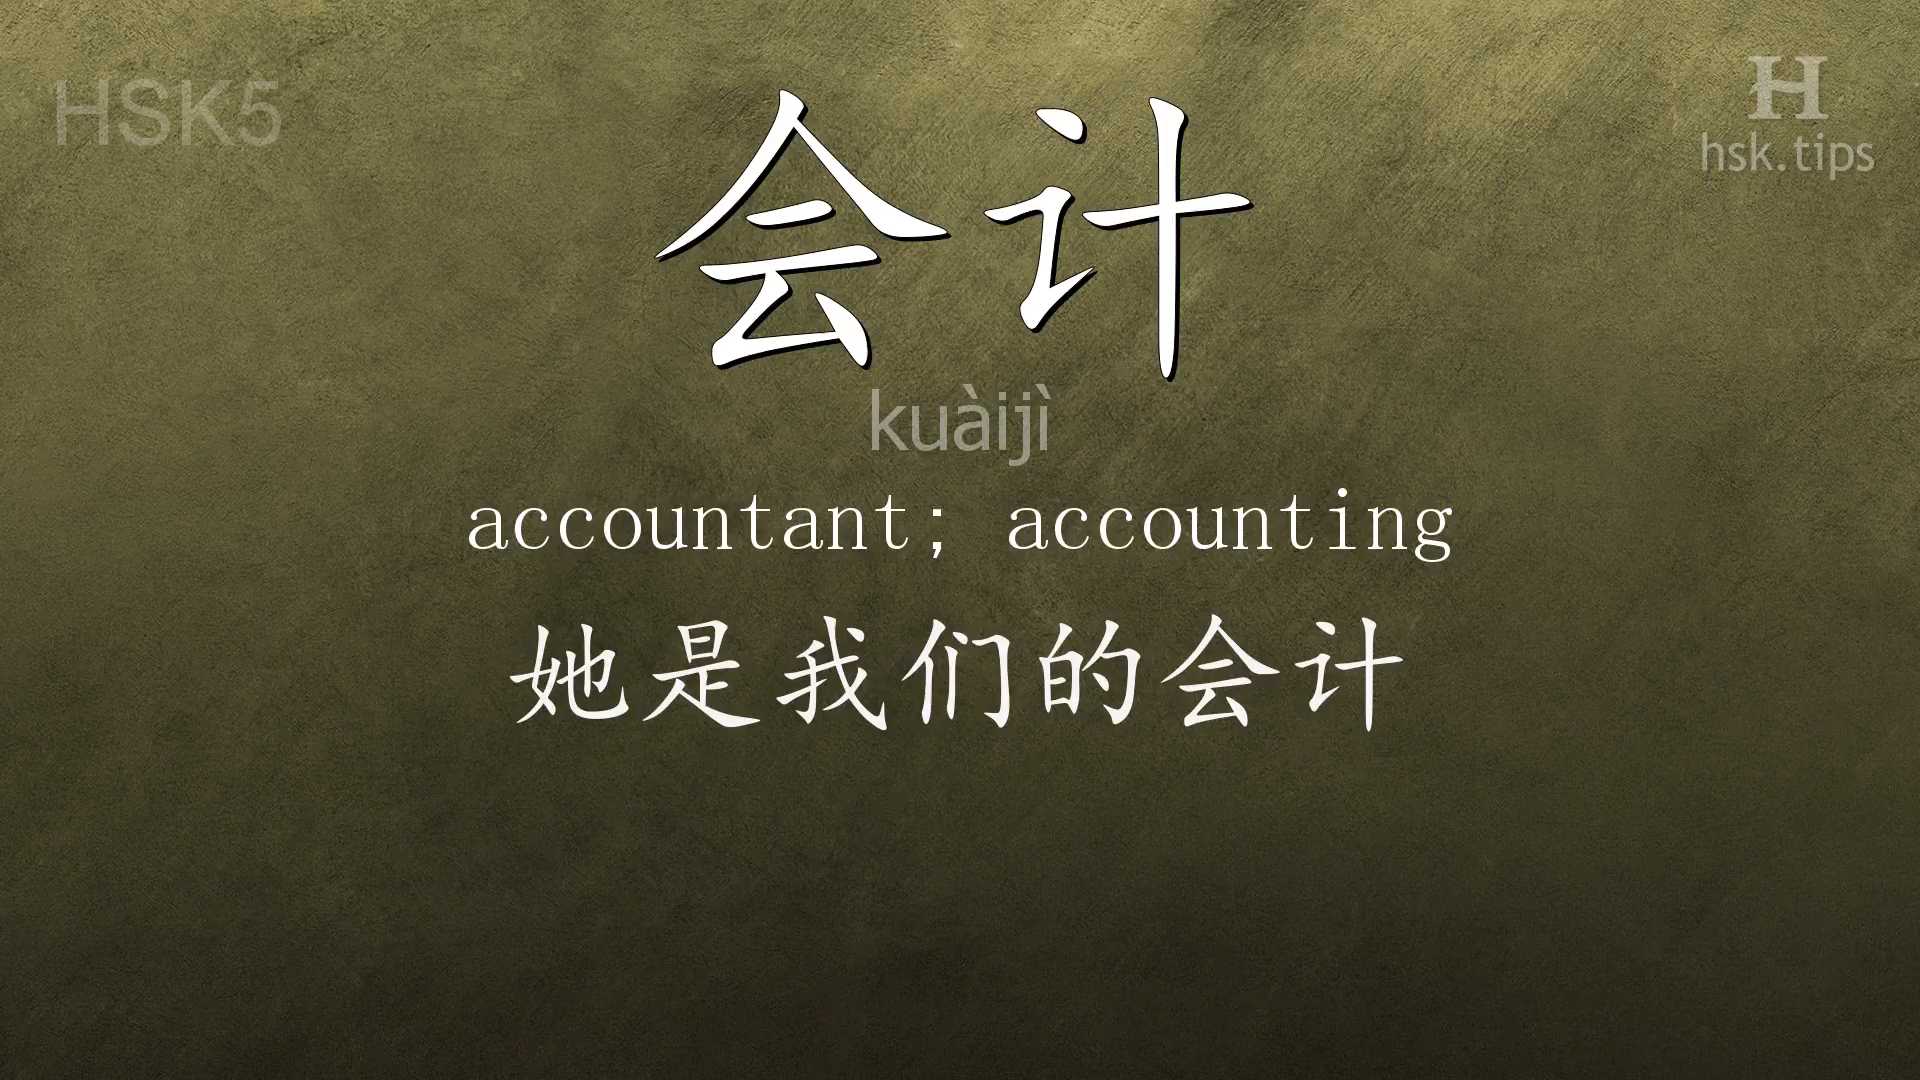 HSK5
H
hsk.tips
会计
kuàijì
accountant; accounting
她是我们的会计